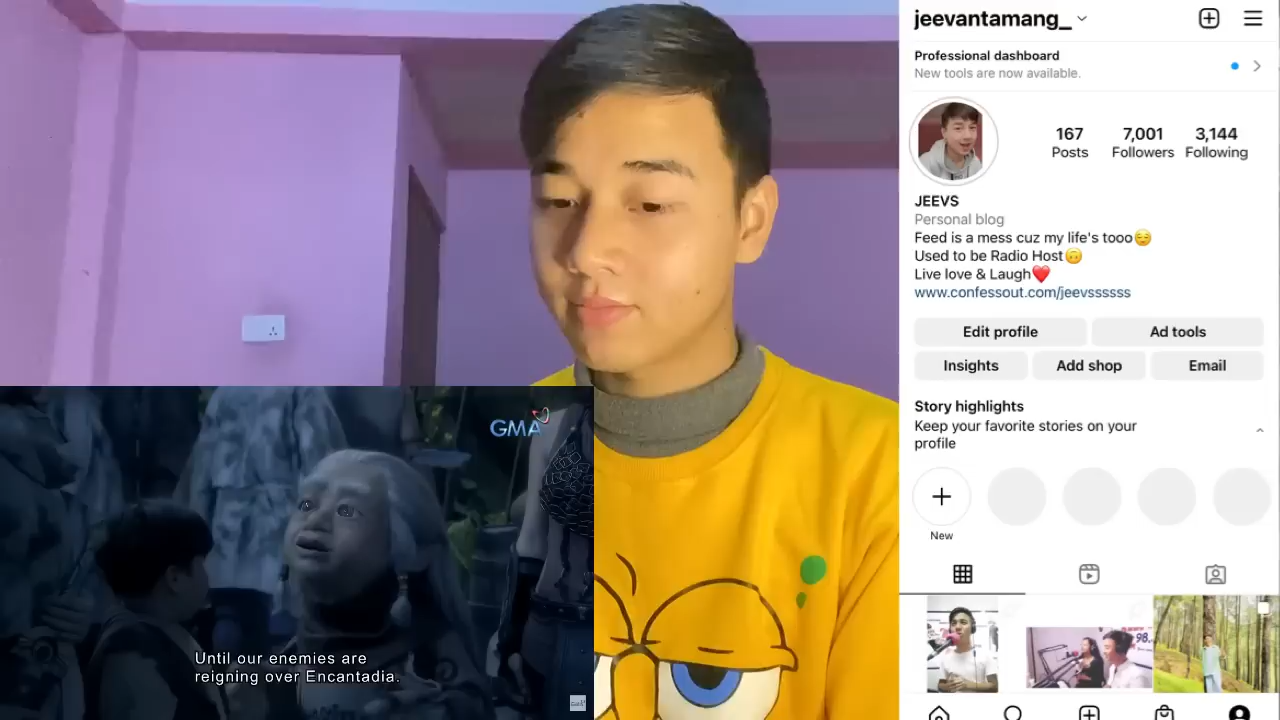 jeevantamang_
Professional dashboard
New tools are now available.
167
Posts
7,001
Followers
3,144
Following
JEEVS
Personal blog
Feed is a mess cuz my life's tooo😌
Used to be Radio Host🙃
Live love & Laugh❤️
www.confessout.com/jeevssssss
Edit profile
Ad tools
Insights
Add shop
Email
Story highlights
Keep your favorite stories on your
profile
New
98.
GMA
Until our enemies are
reigning over Encantadia.